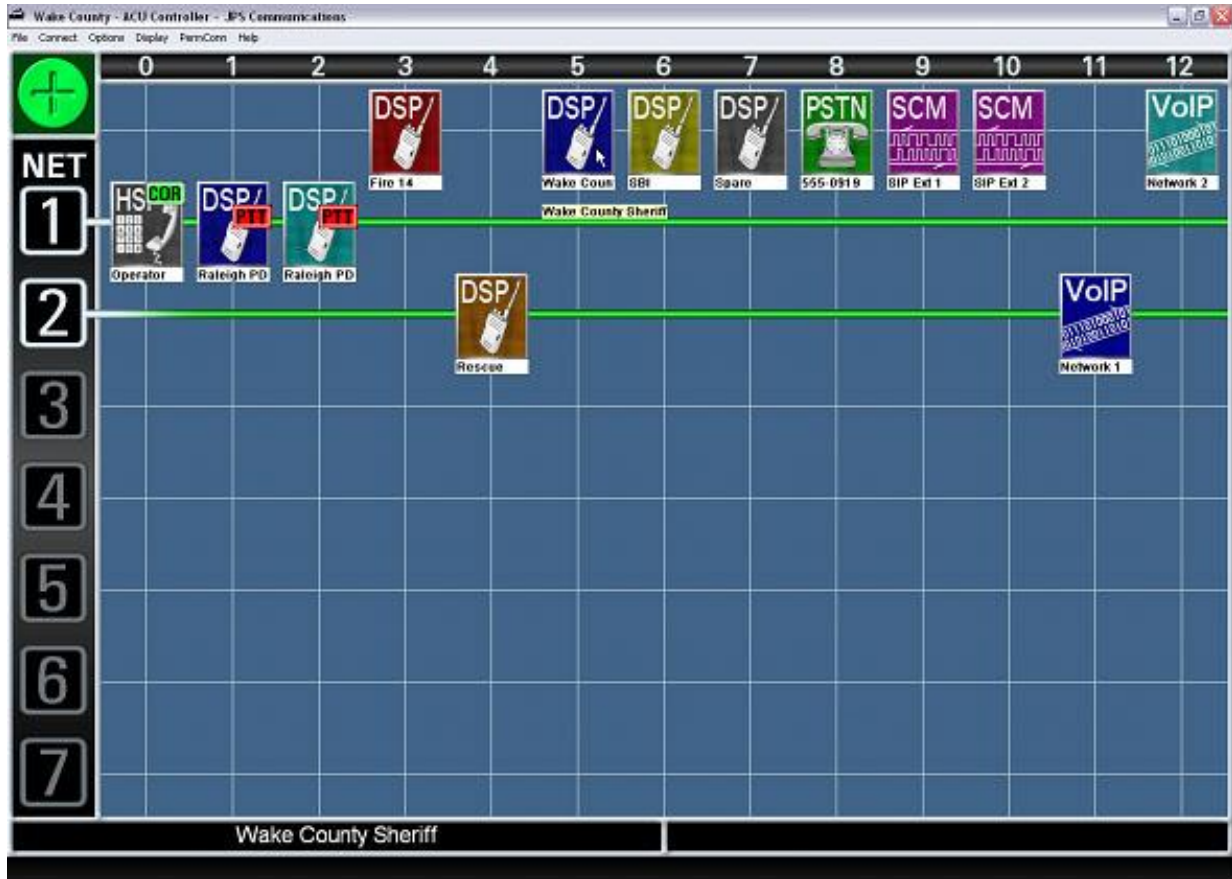 Wake County - ACU Controller - JPS Communications
File Connect Options Display PermConn Help
0 1 2 3 4 5 6 7 8 9 10 11 12
DSP/ DSP/ DSP/ DSP/ PSTN SCM SCM VoIP
Fire 14 Wake Coun SBI Spare 555-0919 SIP Ext 1 SIP Ext 2 Network 2
NET
1
HSP COR DSP/ PTT DSP/ PTT
Wake County Sheriff
Operator Raleigh PD Raleigh PD
2
DSP/ VoIP
Rescue Network 1
3
4
5
6
7
Wake County Sheriff